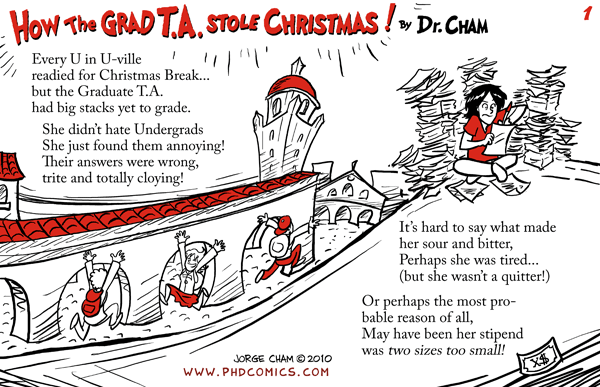 HOW THE GRAD T.A. STOLE CHRISTMAS! BY DR. CHAM
1
Every U in U-ville
readied for Christmas Break...
but the Graduate T.A.
had big stacks yet to grade.
She didn't hate Undergrads
She just found them annoying!
Their answers were wrong,
trite and totally cloying!
It's hard to say what made
her sour and bitter,
Perhaps she was tired...
(but she wasn't a quitter!)
Or perhaps the most pro-
bable reason of all,
May have been her stipend
was two sizes too small!
X$
JORGE CHAM © 2010
WWW.PHDCOMICS.COM